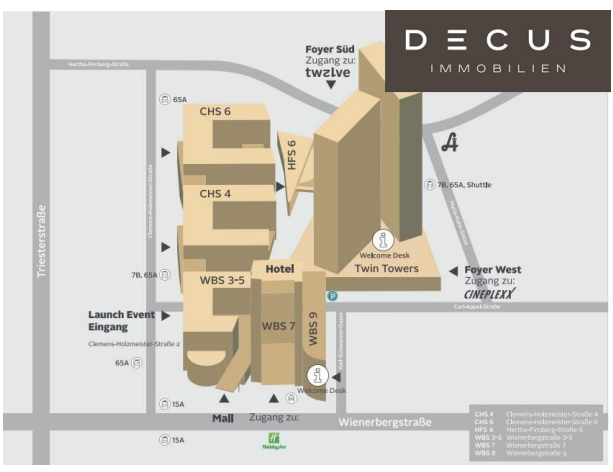 DECUS
IMMOBILIEN
Foyer Süd
Zugang zu:
twelve
Hertha-Firnberg-Straße
65A
CHS 6
HFS 6
7B, 65A, Shuttle
Clemens-Holzmeister-Straße
CHS 4
Triesterstraße
Welcome Desk
Twin Towers
Foyer West
Zugang zu:
CINEPLEXX
7B, 65A
WBS 3-5
Hotel
P
Carl-Appel-Straße
Launch Event
Eingang
Clemens-Holzmeister-Straße 2
WBS 7
WBS 9
65A
Welcome Desk
15A
Mall
Zugang zu:
Holiday Inn
Wienerbergstraße
15A
CHS 4 Clemens-Holzmeister-Straße 4
CHS 6 Clemens-Holzmeister-Straße 6
HFS 6 Hertha-Firnberg-Straße 6
WBS 3-5 Wienerbergstraße 3-5
WBS 7 Wienerbergstraße 7
WBS 9 Wienerbergstraße 9